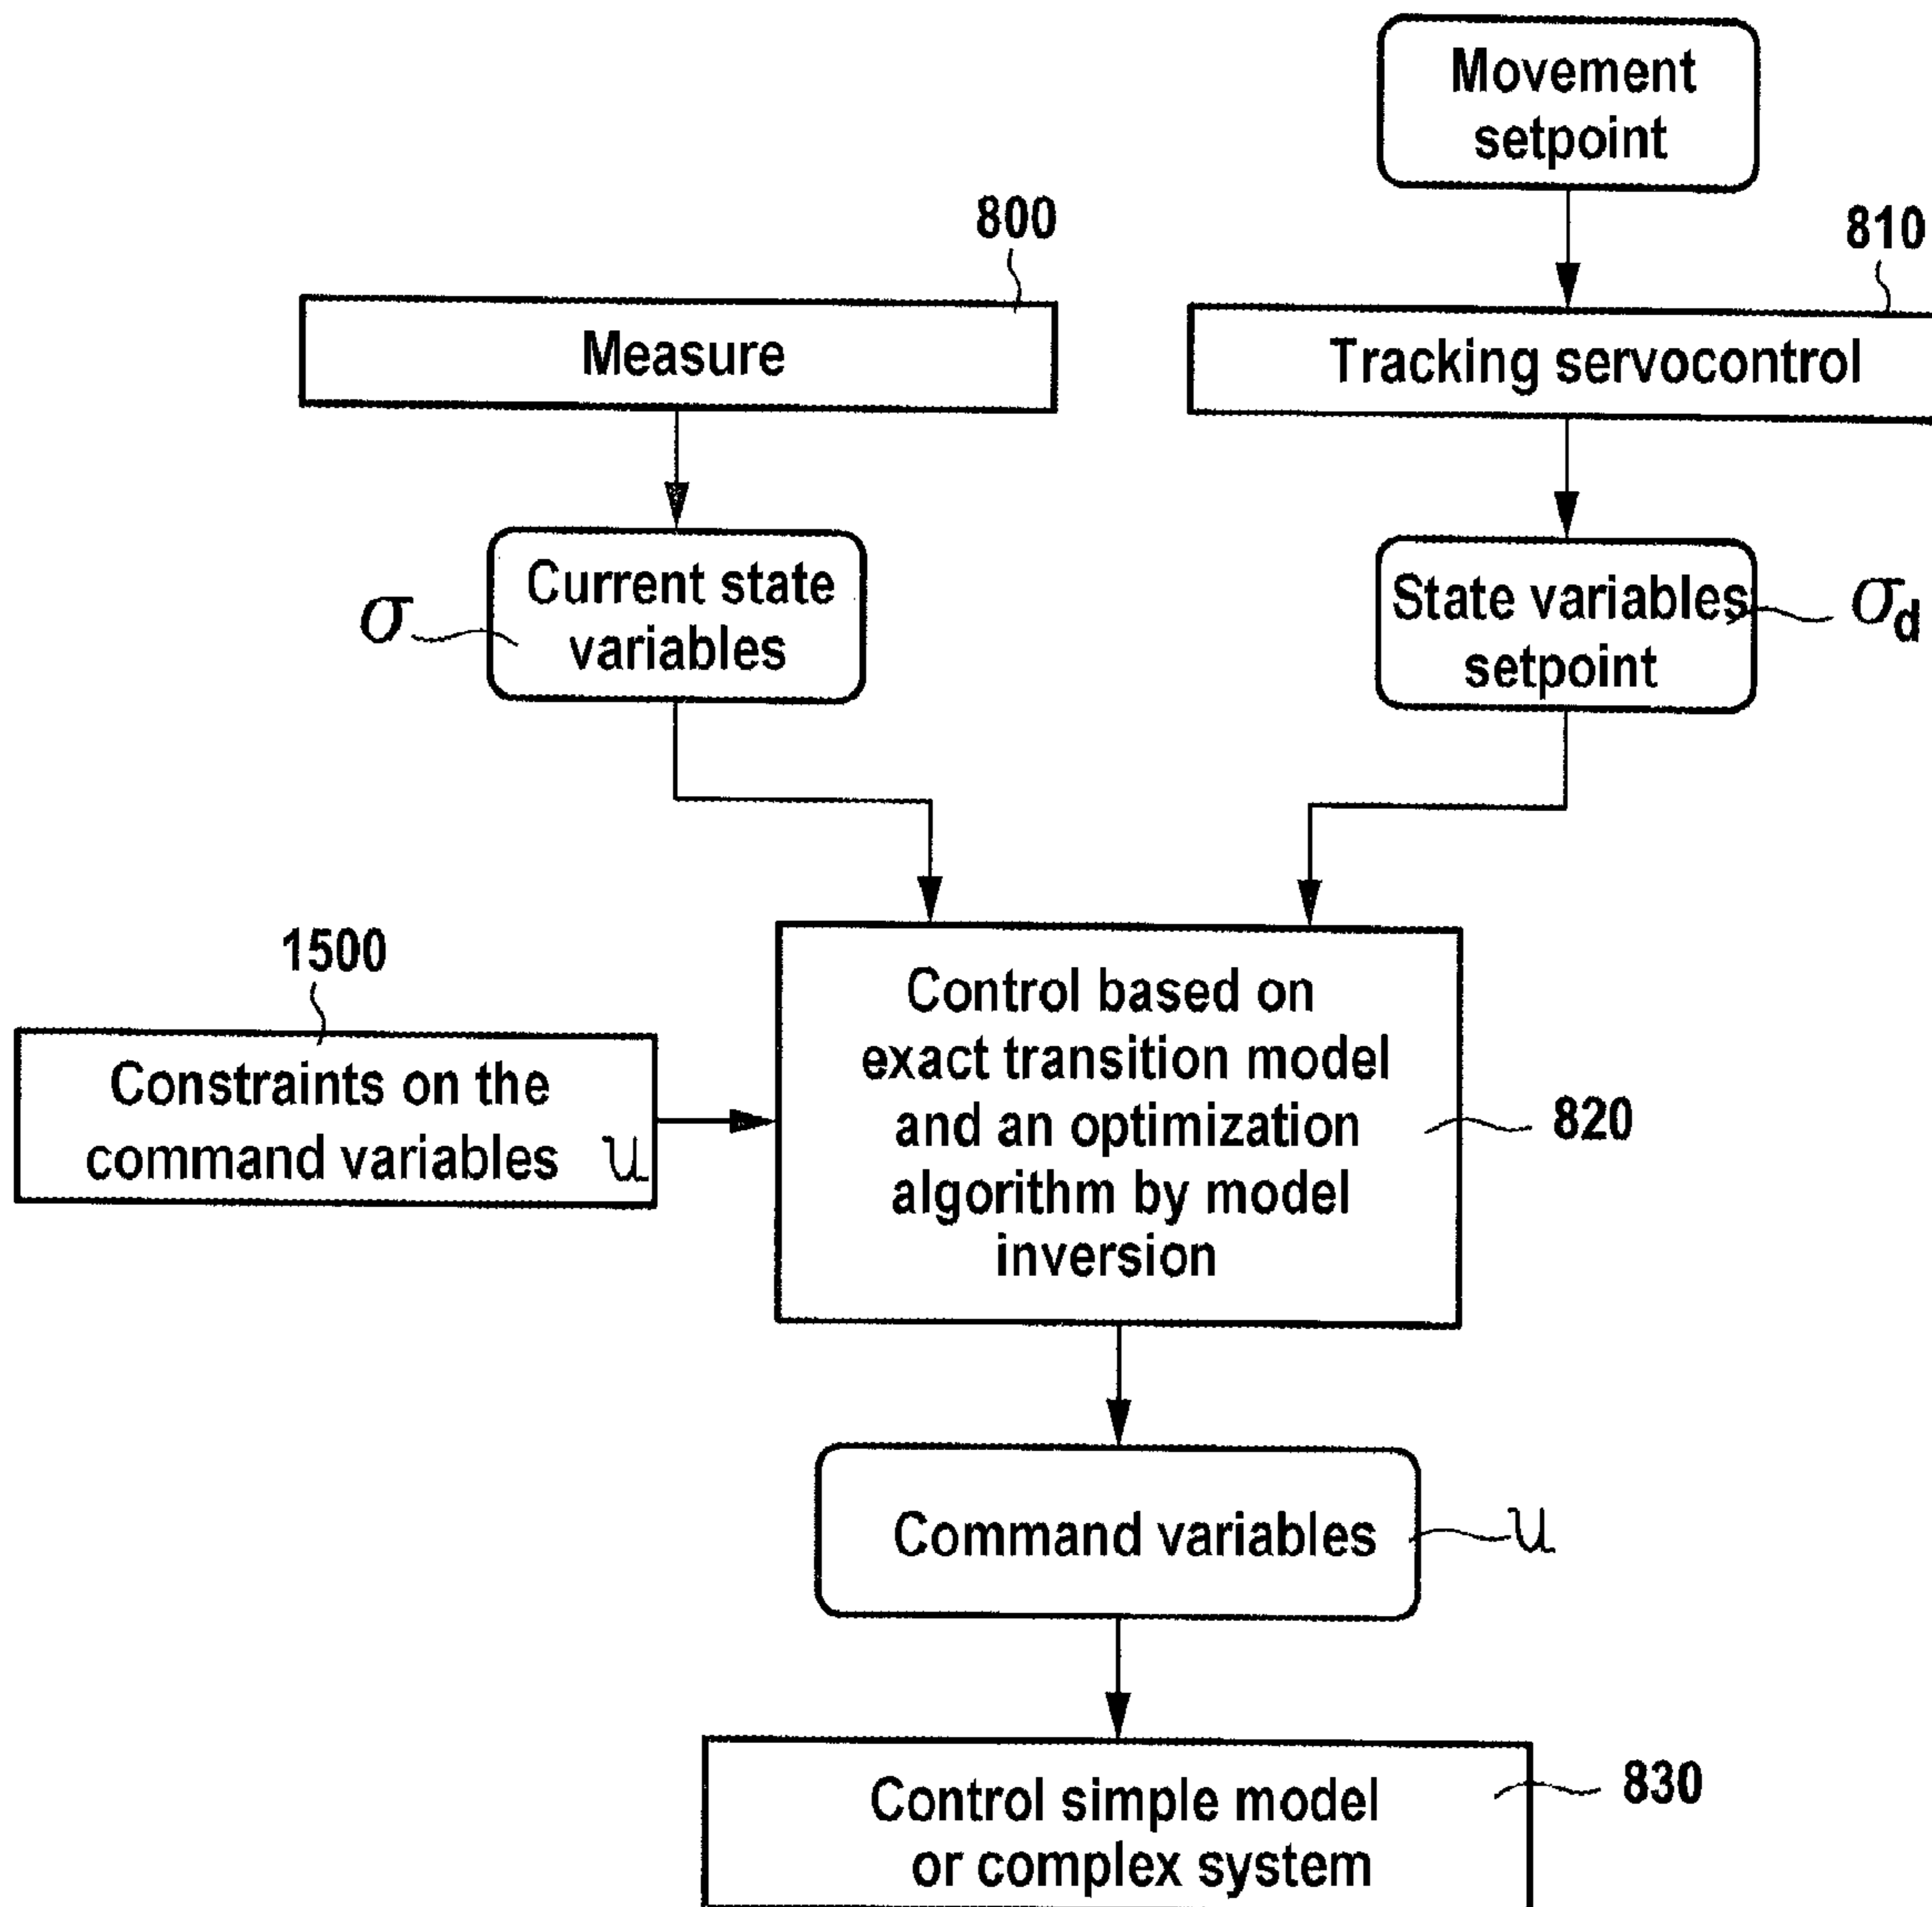 Movement
setpoint
800
810
Measure
Tracking servocontrol
Current state
variables
σ
State variables
setpoint
σd
1500
Constraints on the
command variables u
Control based on
exact transition model
and an optimization
algorithm by model
inversion
820
Command variables
u
Control simple model
or complex system
830